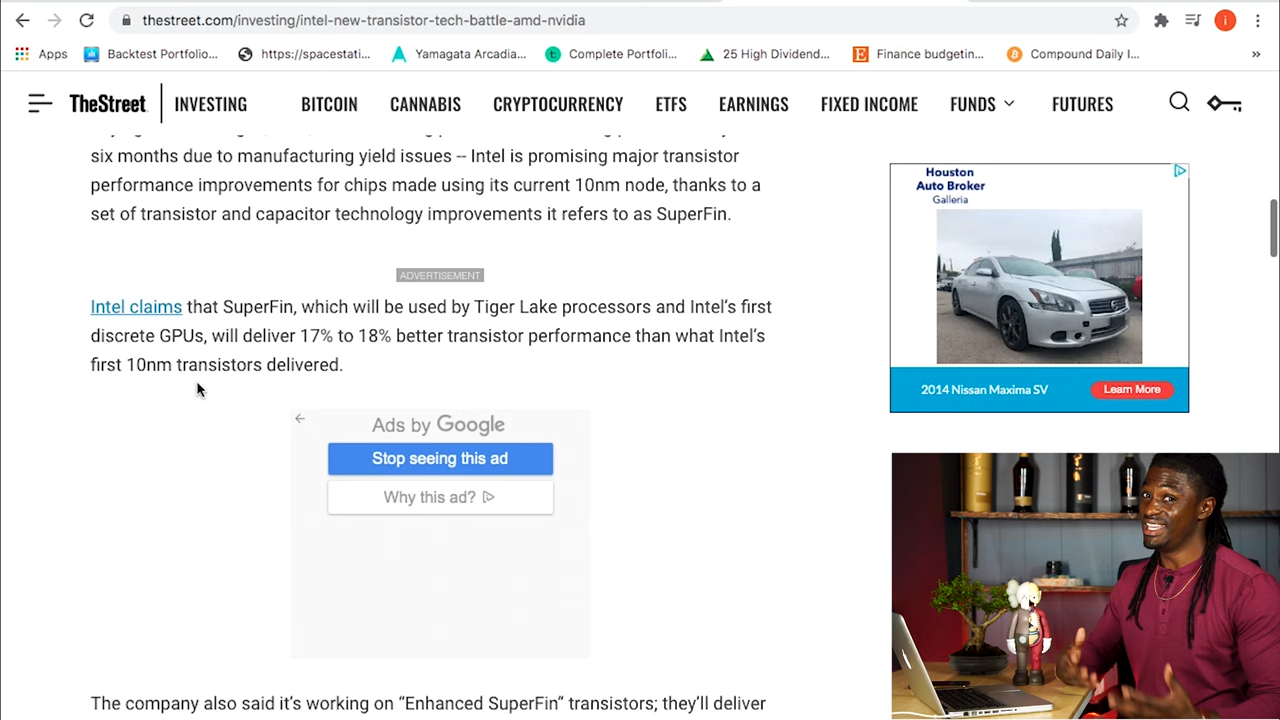 thestreet.com/investing/intel-new-transistor-tech-battle-amd-nvidia
i
Apps Backtest Portfolio... https://spacestati... Yamagata Arcadia... Complete Portfoli... 25 High Dividend... Finance budgetin... Compound Daily I... »
TheStreet INVESTING BITCOIN CANNABIS CRYPTOCURRENCY ETFS EARNINGS FIXED INCOME FUNDS FUTURES
six months due to manufacturing yield issues -- Intel is promising major transistor
performance improvements for chips made using its current 10nm node, thanks to a
set of transistor and capacitor technology improvements it refers to as SuperFin.
ADVERTISEMENT
Intel claims that SuperFin, which will be used by Tiger Lake processors and Intel's first
discrete GPUs, will deliver 17% to 18% better transistor performance than what Intel's
first 10nm transistors delivered.
Ads by Google
Stop seeing this ad
Why this ad?
The company also said it's working on “Enhanced SuperFin” transistors; they'll deliver
Houston
Auto Broker
Galleria
2014 Nissan Maxima SV
Learn More